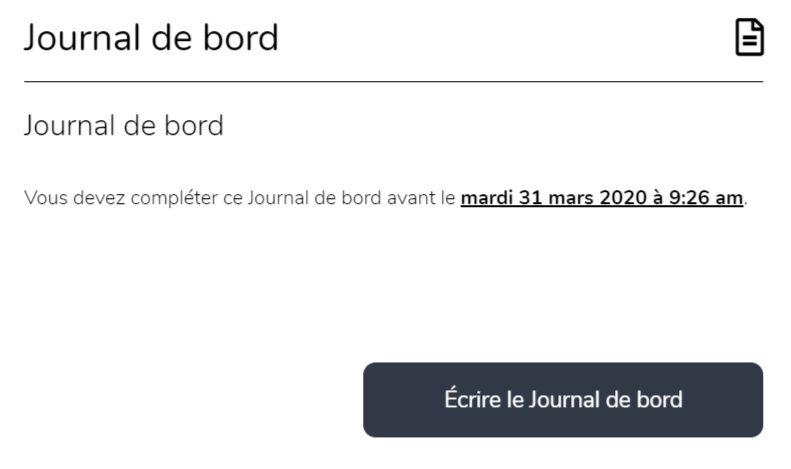 Journal de bord
Journal de bord
Vous devez compléter ce Journal de bord avant le mardi 31 mars 2020 à 9:26 am.
Écrire le Journal de bord